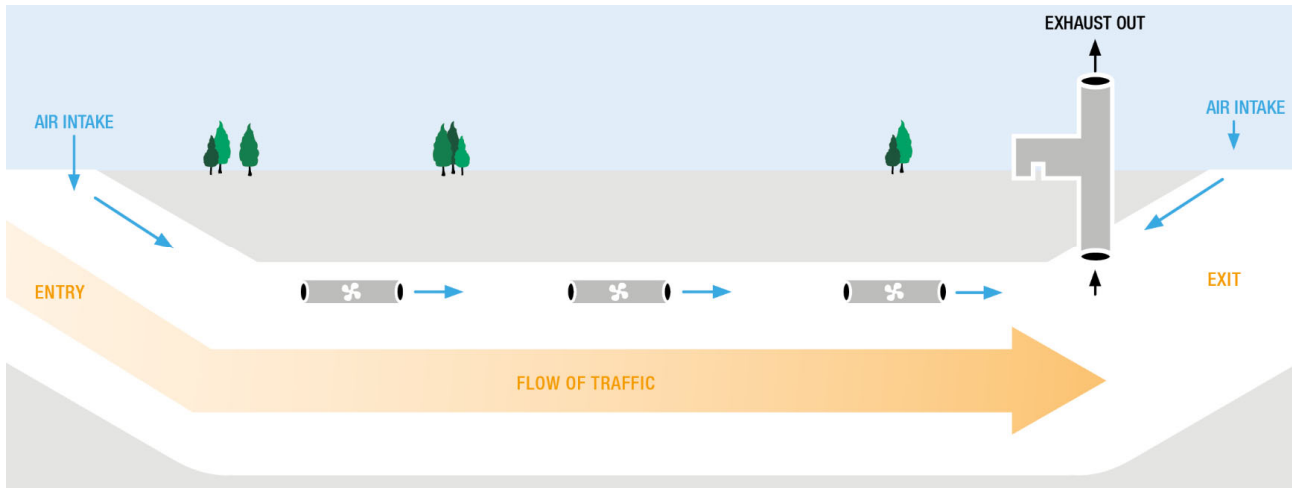 EXHAUST OUT
AIR INTAKE
AIR INTAKE
ENTRY
EXIT
FLOW OF TRAFFIC